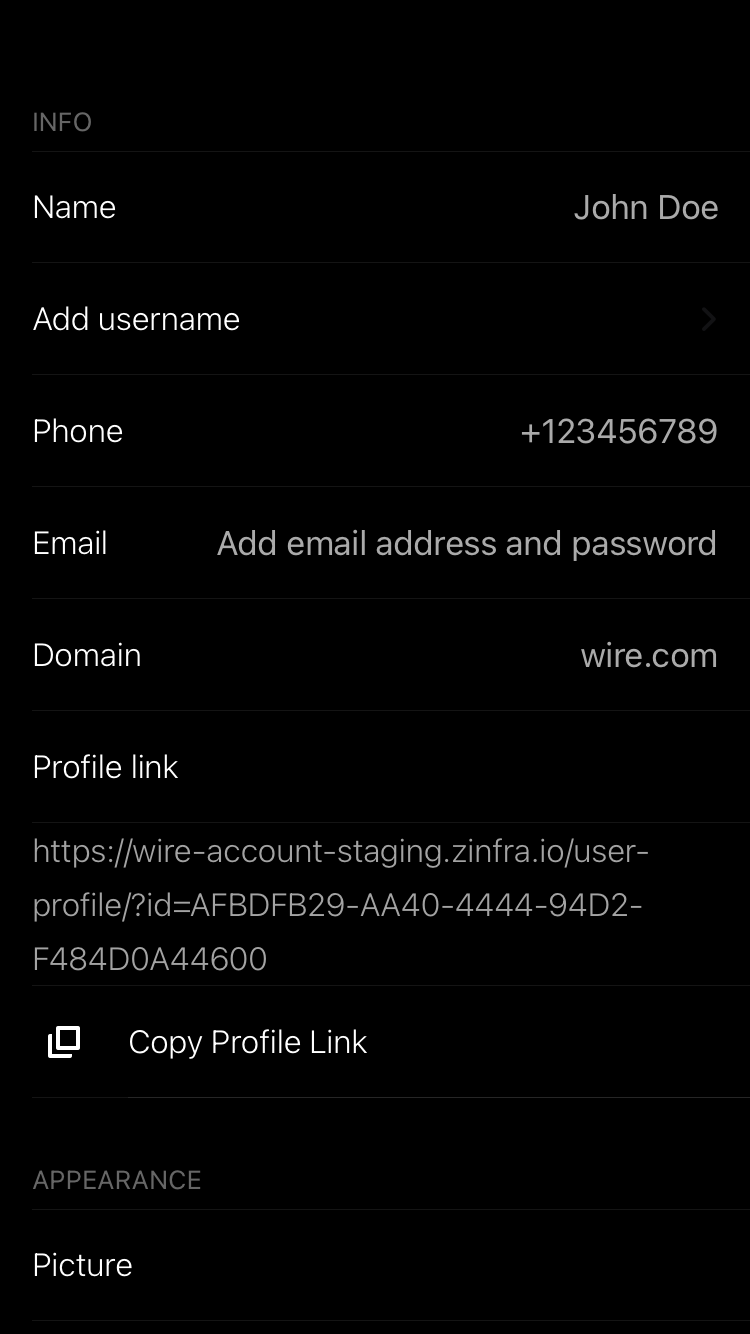 INFO
Name John Doe
Add username
Phone +123456789
Email Add email address and password
Domain wire.com
Profile link
https://wire-account-staging.zinfra.io/user-
profile/?id=AFBDFB29-AA40-4444-94D2-
F484D0A44600
Copy Profile Link
APPEARANCE
Picture